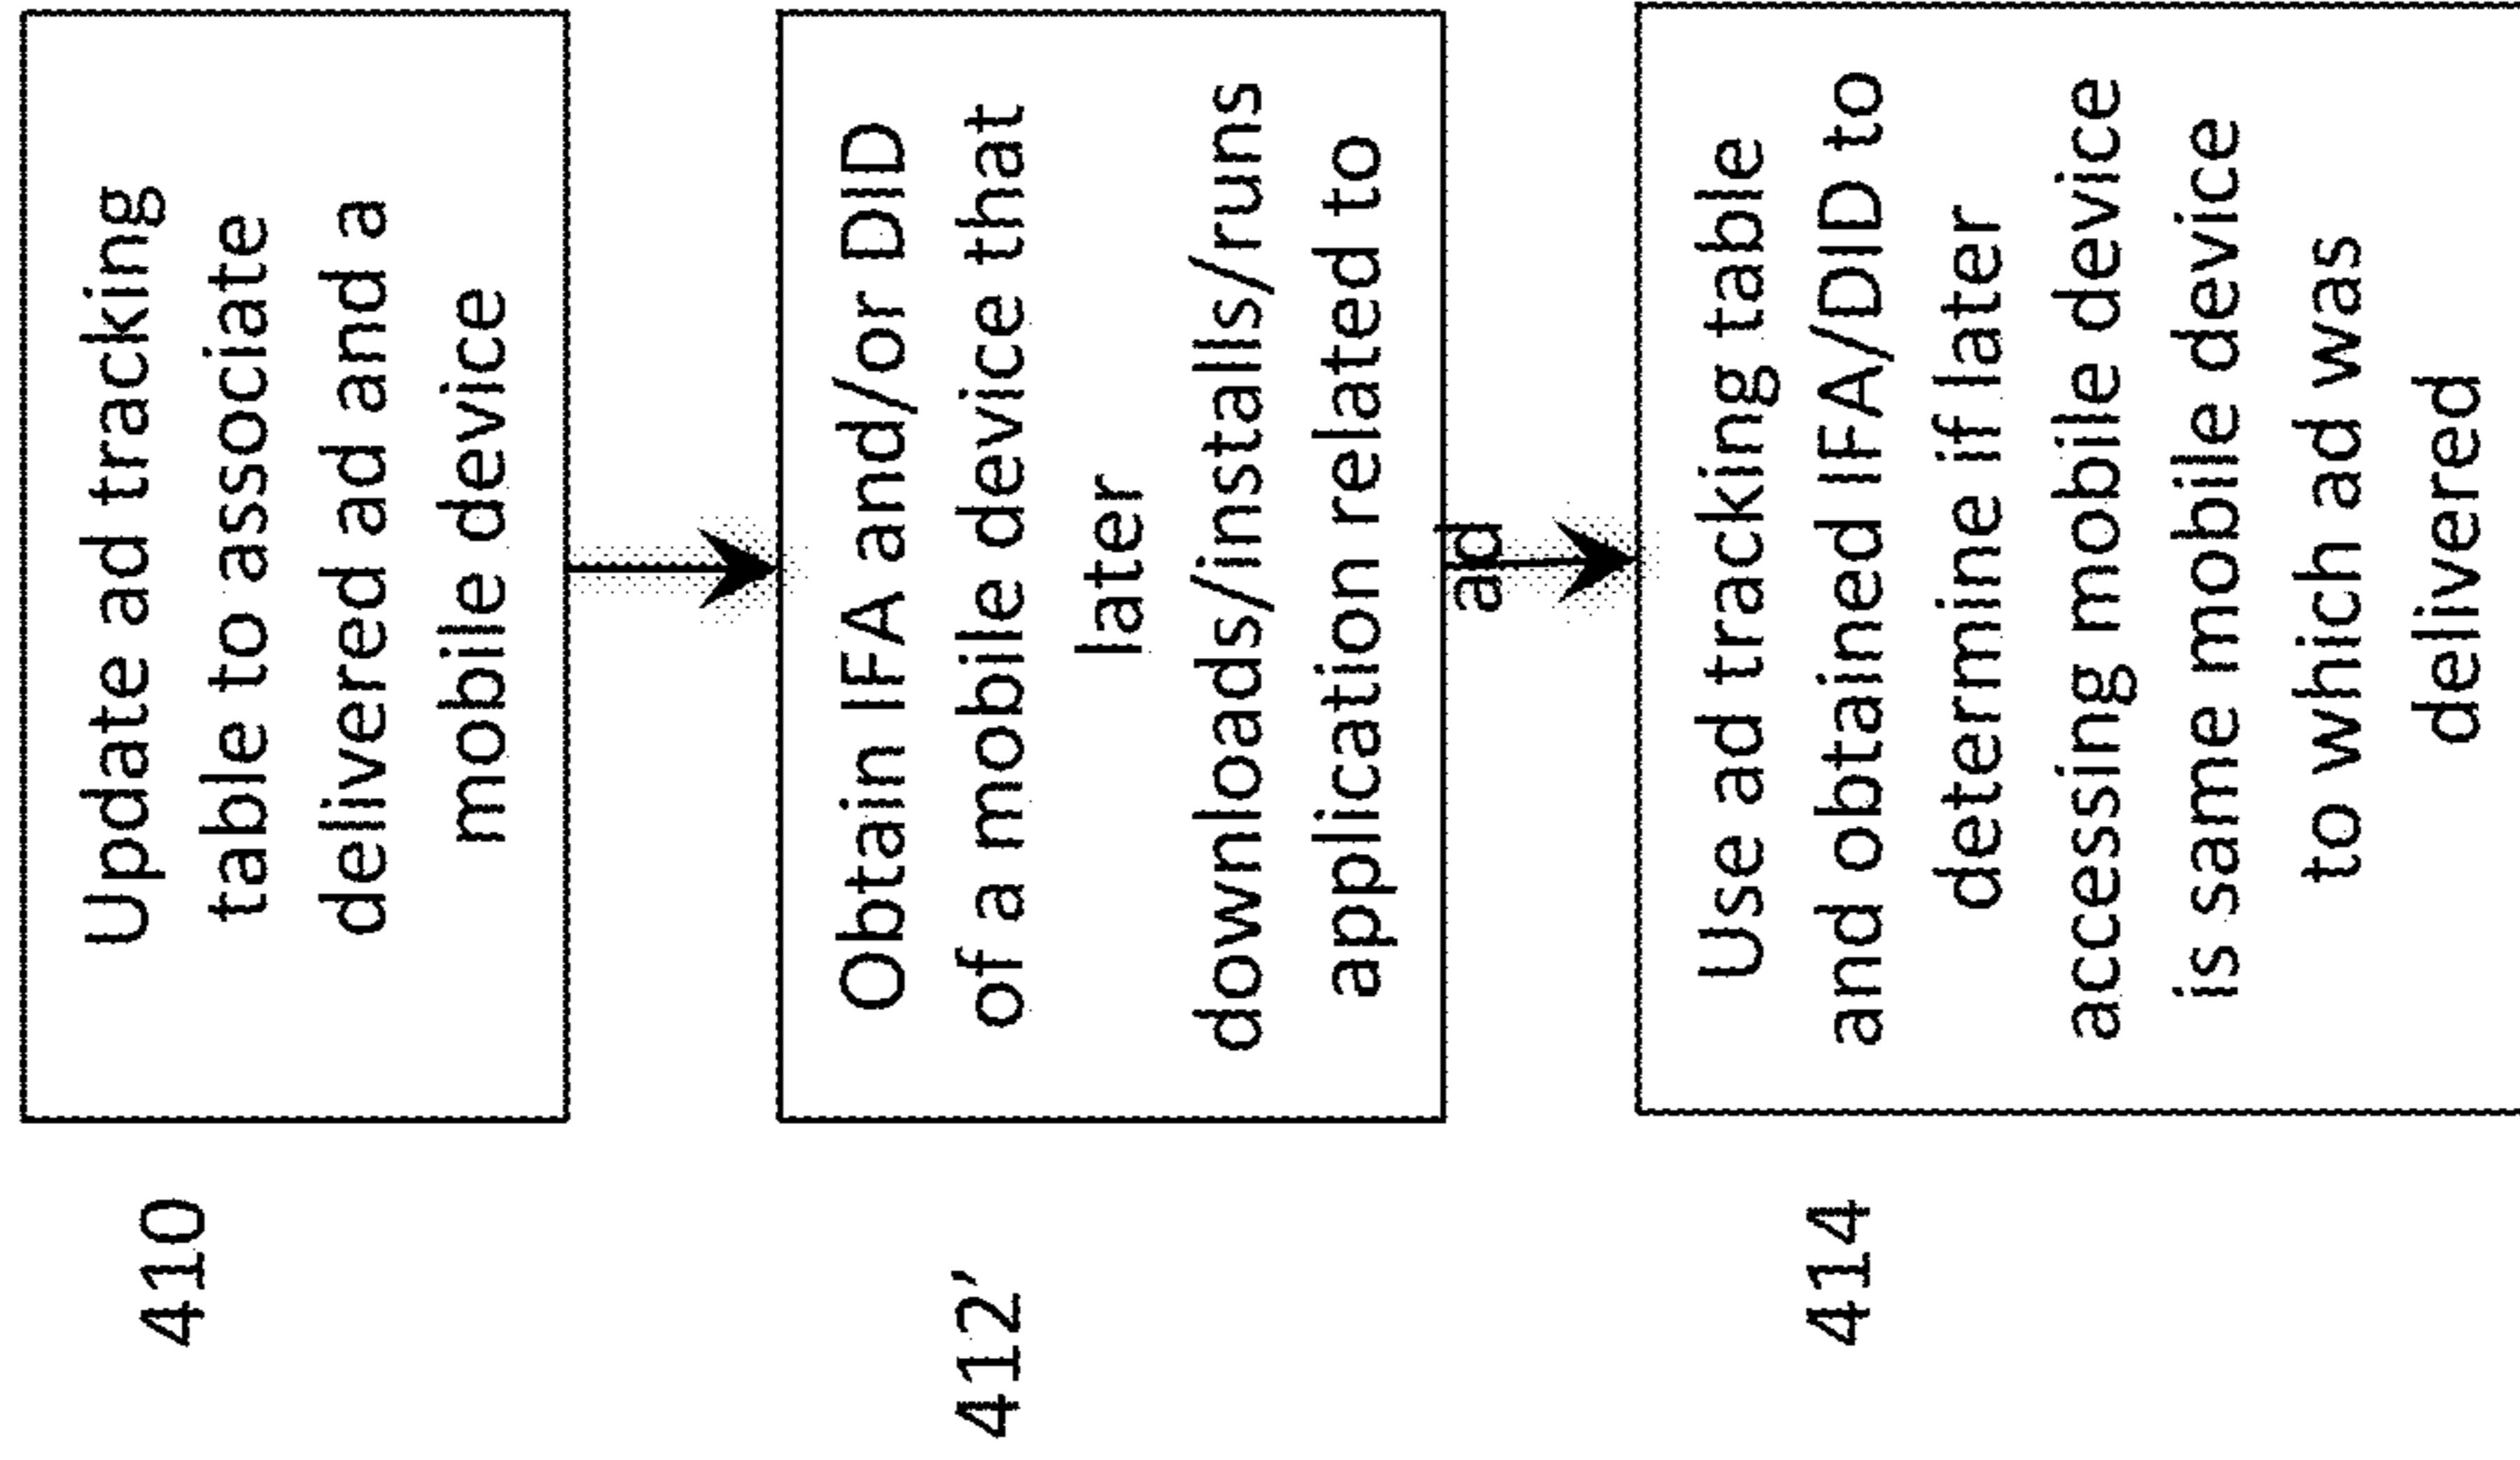 410
Update ad tracking
table to associate
delivered ad and a
mobile device
412'
Obtain IFA and/or DID
of a mobile device that
later
downloads/installs/runs
application related to
ad
414
Use ad tracking table
and obtained IFA/DID to
determine if later
accessing mobile device
is same mobile device
to which ad was
delivered